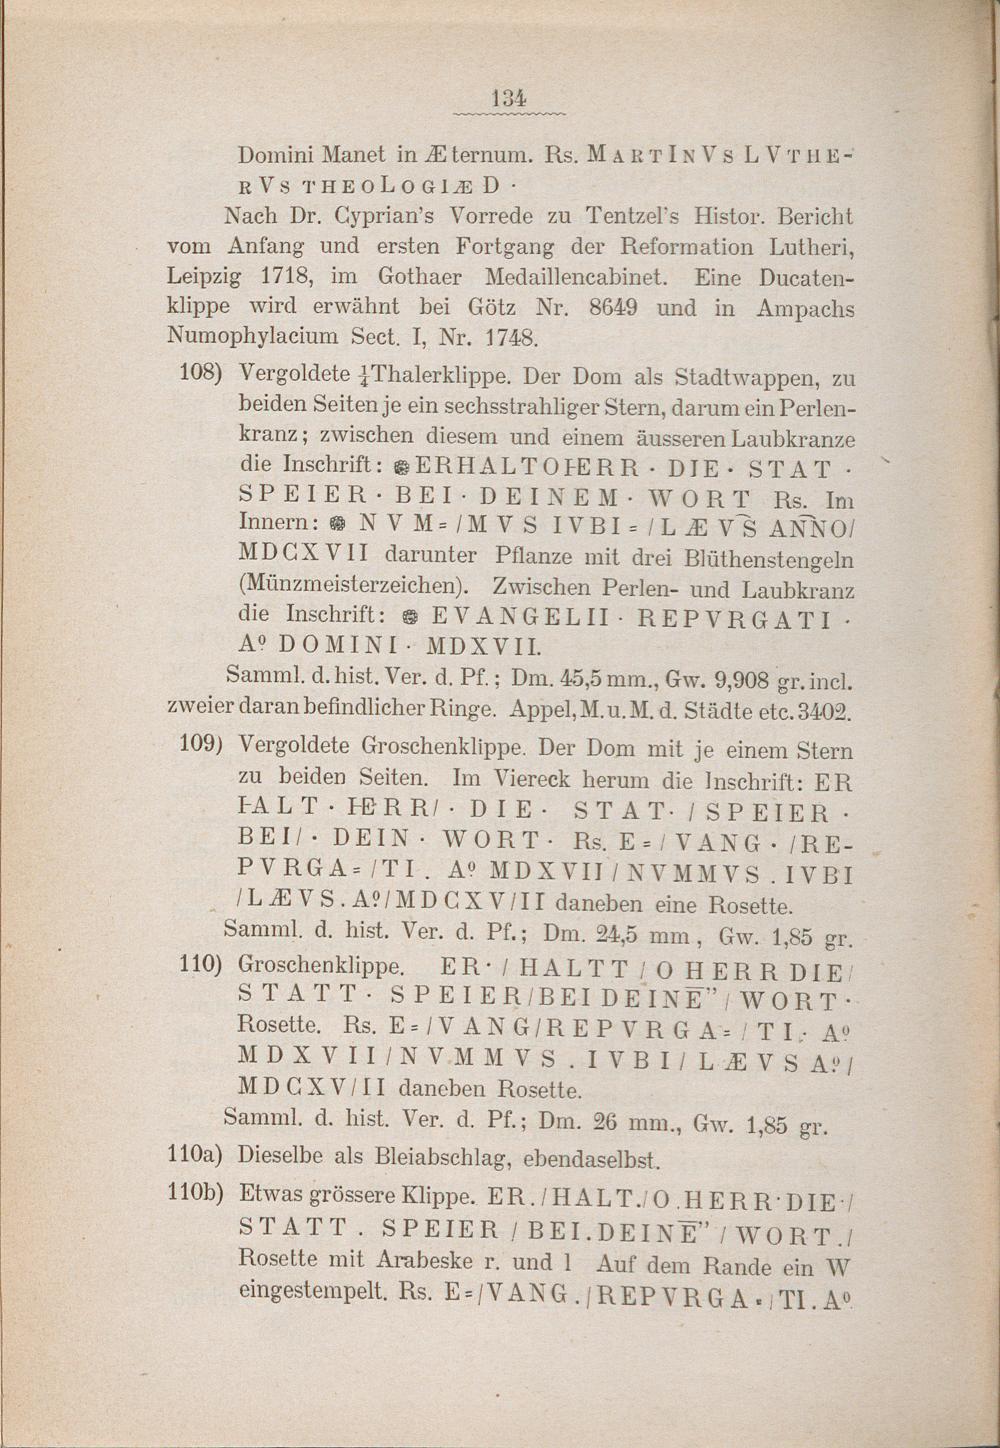 134
Domini Manet in Æternum. Rs. MARTINVS LVTHE-
RVS THEOLOGIÆ D ·
Nach Dr. Cyprian's Vorrede zu Tentzel's Histor. Bericht
vom Anfang und ersten Fortgang der Reformation Lutheri,
Leipzig 1718, im Gothaer Medaillencabinet. Eine Ducaten-
klippe wird erwähnt bei Götz Nr. 8649 und in Ampachs
Numophylacium Sect. I, Nr. 1748.
108) Vergoldete ¼Thalerklippe. Der Dom als Stadtwappen, zu
beiden Seiten je ein sechsstrahliger Stern, darum ein Perlen-
kranz; zwischen diesem und einem äusseren Laubkranze
die Inschrift: ERHALTOHERR · DIE · STAT ·
SPEIER · BEI · DEINEM · WORT Rs. Im
Innern: NVM=/MVS IVBI=/LÆVS ANNO/
MDCXVII darunter Pflanze mit drei Blüthenstengeln
(Münzmeisterzeichen). Zwischen Perlen- und Laubkranz
die Inschrift: EVANGELII · REPVRGATI ·
Aº DOMINI · MDXVII.
Samml. d. hist. Ver. d. Pf.; Dm. 45,5 mm., Gw. 9,908 gr. incl.
zweier daran befindlicher Ringe. Appel, M. u. M. d. Städte etc. 3402.
109) Vergoldete Groschenklippe. Der Dom mit je einem Stern
zu beiden Seiten. Im Viereck herum die Inschrift: ER
HALT · HERR/ · DIE · STAT · / SPEIER ·
BEI/ · DEIN · WORT · Rs. E=/VANG · /RE-
PVRGA=/TI . Aº MDXVII/NVMMVS . IVBI
/LÆVS . Aº/MDCXV/II daneben eine Rosette.
Samml. d. hist. Ver. d. Pf.; Dm. 24,5 mm, Gw. 1,85 gr.
110) Groschenklippe. ER · / HALTT / O HERR DIE/
STATT · SPEIER/BEI DEINE̅” / WORT ·
Rosette. Rs. E=/VANG/REPVRGA=/TI · Aº
MDXVII/NVMMVS . IVBI/LÆVS Aº/
MDCXV/II daneben Rosette.
Samml. d. hist. Ver. d. Pf.; Dm. 26 mm., Gw. 1,85 gr.
110a) Dieselbe als Bleiabschlag, ebendaselbst.
110b) Etwas grössere Klippe. ER./HALT./O.HERR·DIE·/
STATT . SPEIER / BEI.DEINE̅” / WORT./
Rosette mit Arabeske r. und l Auf dem Rande ein W
eingestempelt. Rs. E=/VANG./REPVRGA=/TI.Aº